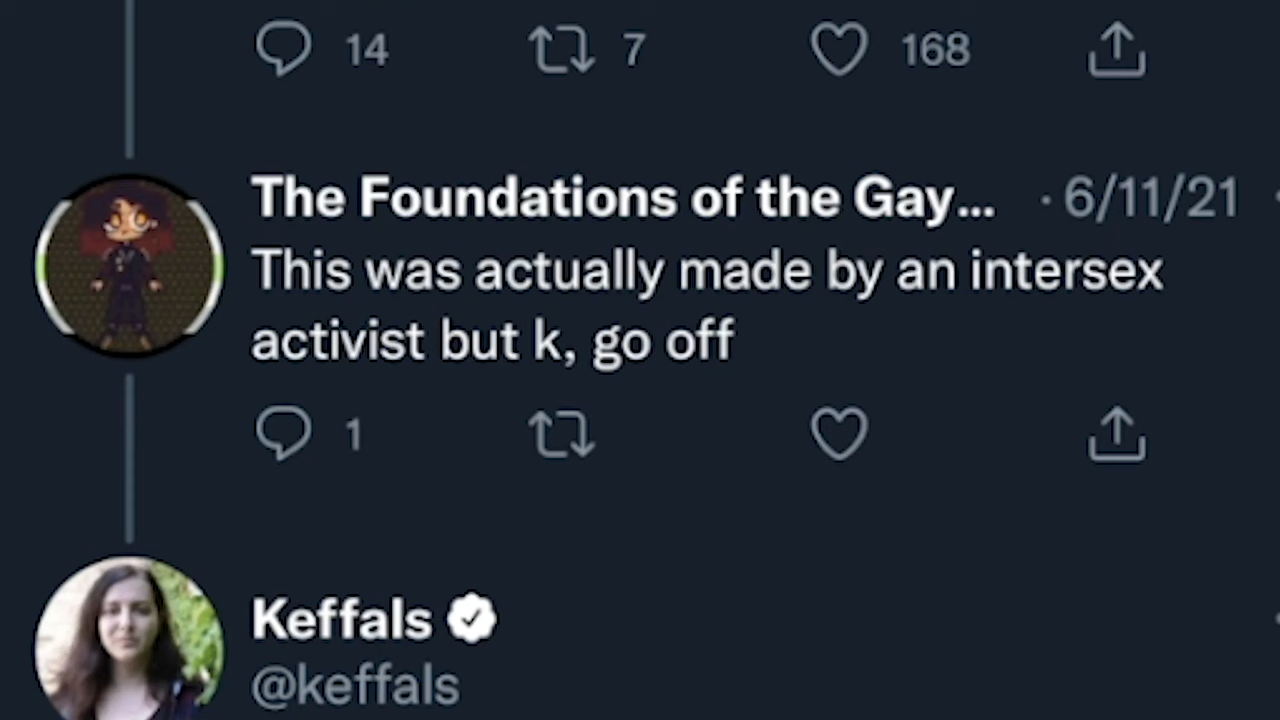 14 7 168
The Foundations of the Gay... · 6/11/21
This was actually made by an intersex
activist but k, go off
1
Keffals
@keffals